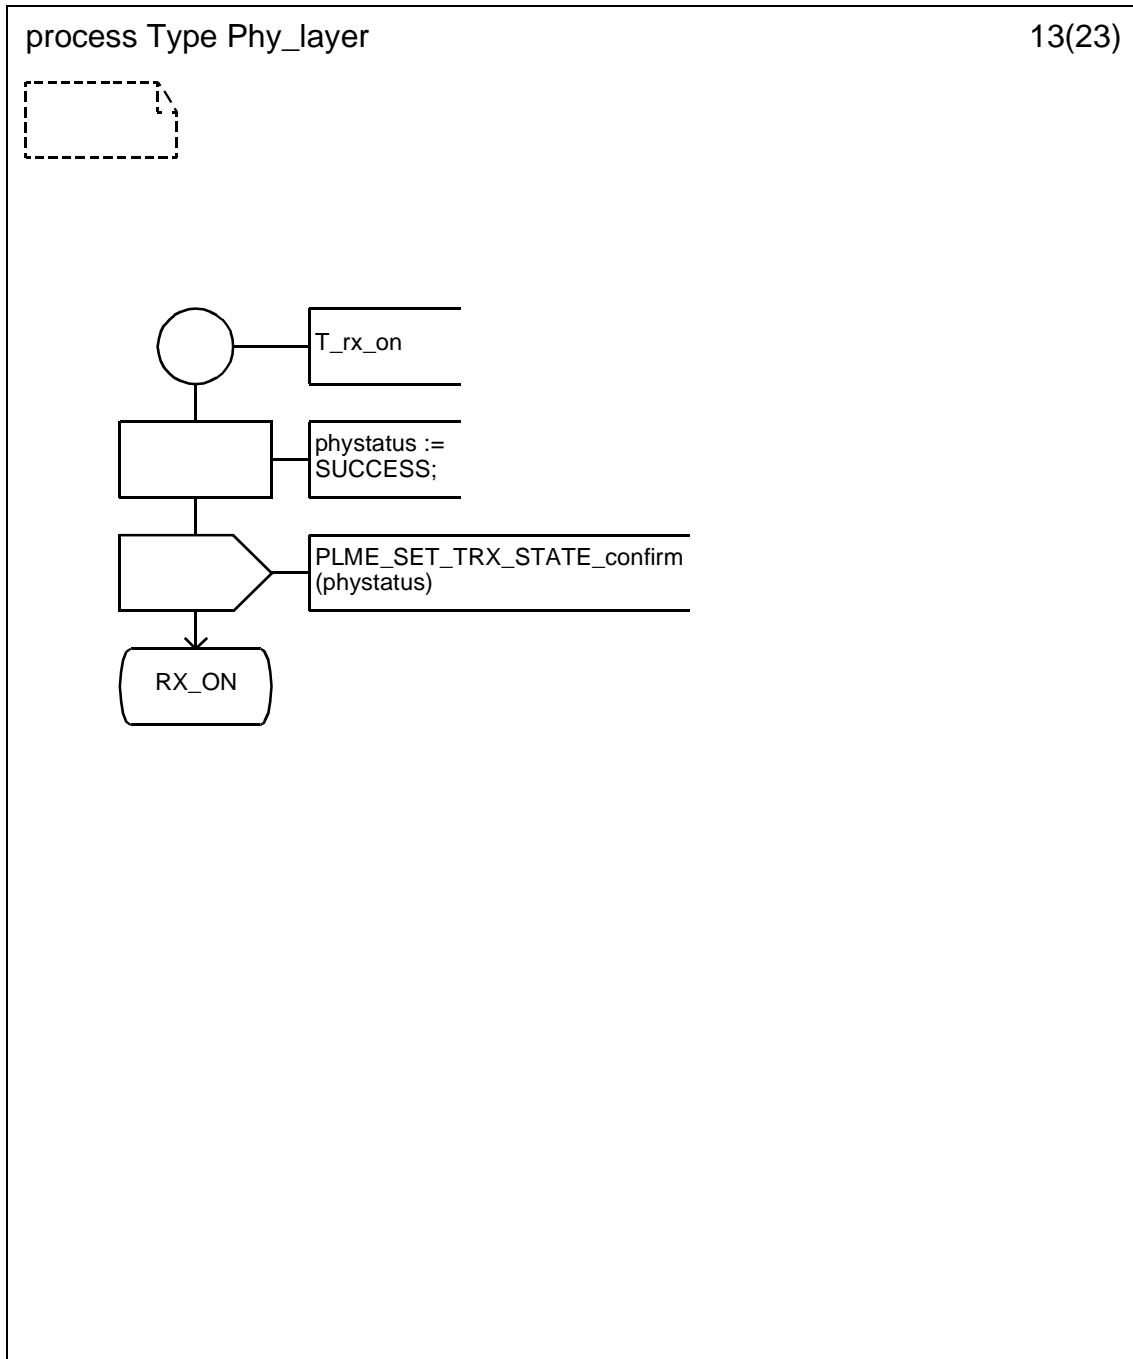 process Type Phy_layer
13(23)
T_rx_on
phystatus :=
SUCCESS;
PLME_SET_TRX_STATE_confirm
(phystatus)
RX_ON